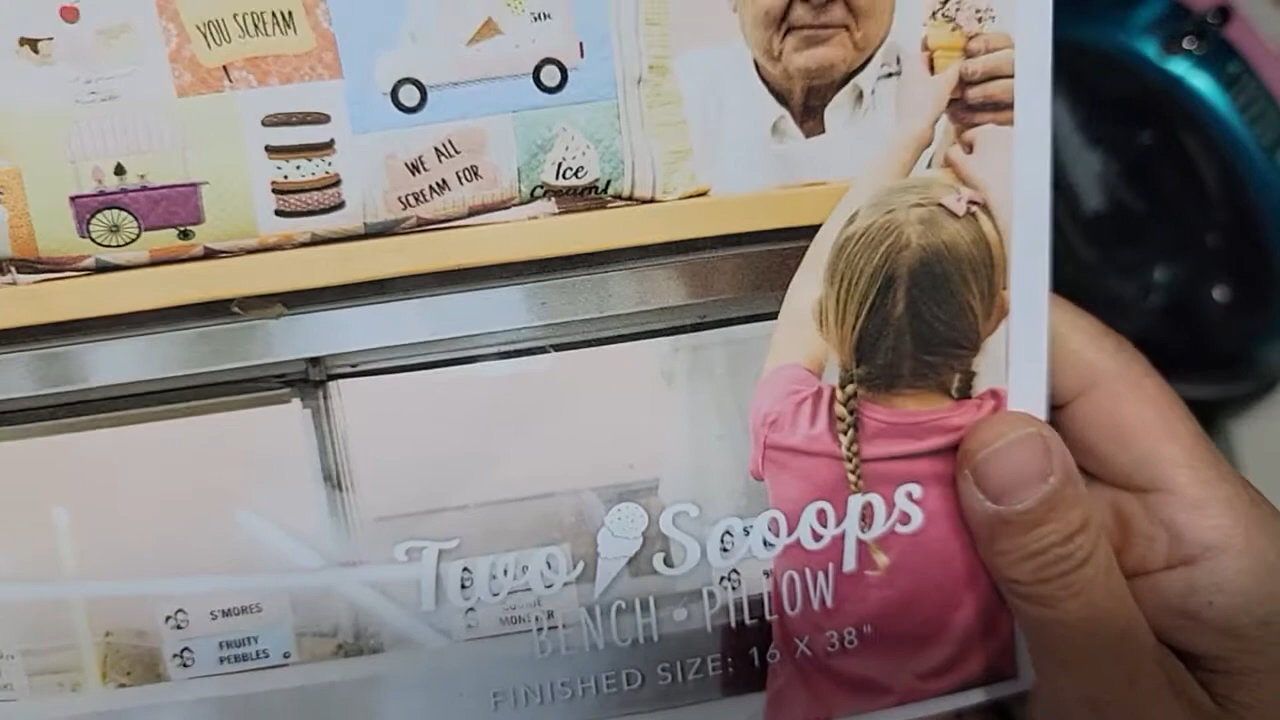 YOU SCREAM
50¢
WE ALL
SCREAM FOR
Ice
Cream!
Two Scoops
BENCH • PILLOW
FINISHED SIZE: 16 X 38"
S'MORES
FRUITY
PEBBLES
MONSTER